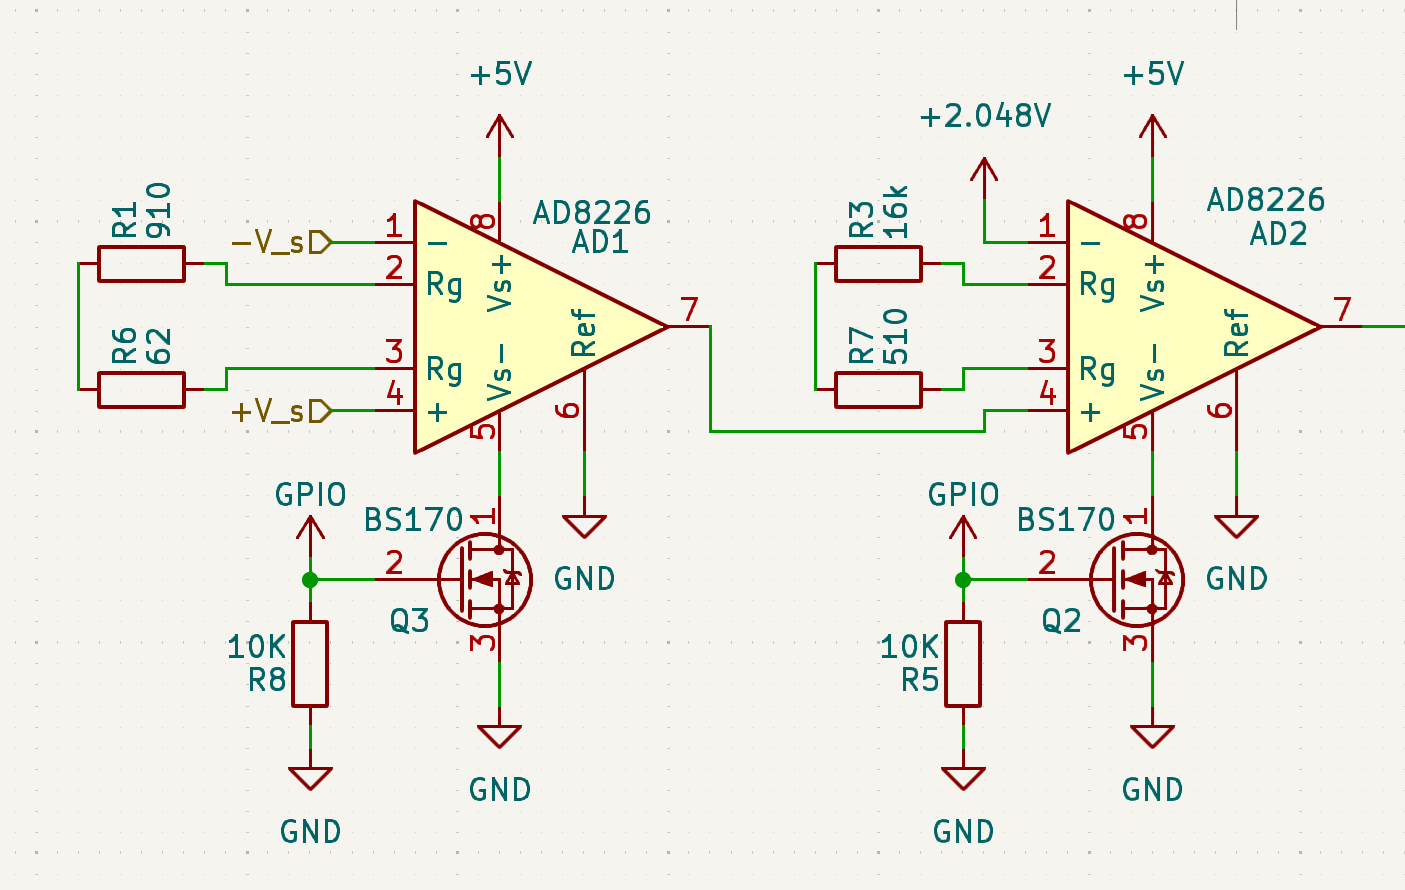 +5V
+5V
+2.048V
R1
910
-V_s
1
-
8
AD8226
AD1
2
Rg
Vs+
R6
62
3
Rg
Vs-
Ref
7
+V_s
4
+
5
6
R3
16k
1
-
8
AD8226
AD2
2
Rg
Vs+
R7
510
3
Rg
Vs-
Ref
7
4
+
5
6
GPIO
BS170
1
2
GND
Q3
3
10K
R8
GND
GND
GPIO
BS170
1
2
GND
Q2
3
10K
R5
GND
GND